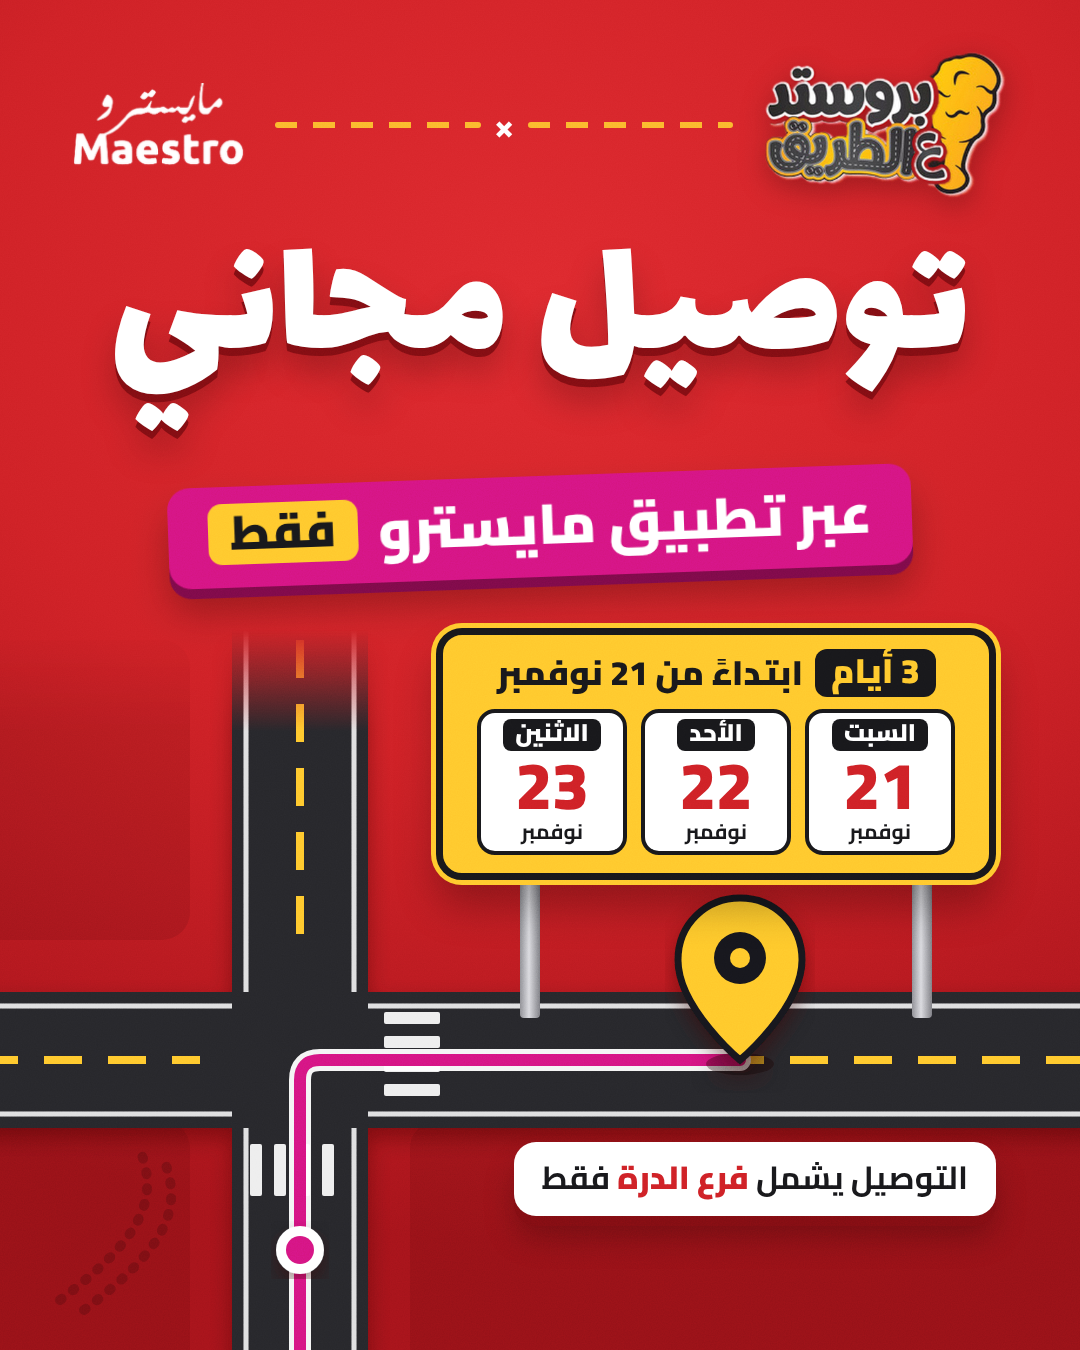 بروستد
ع الطريق
×
مايسترو
Maestro
توصيل مجاني
عبر تطبيق مايسترو فقط
3 أيام ابتداءً من 21 نوفمبر
السبت
21
نوفمبر
الأحد
22
نوفمبر
الاثنين
23
نوفمبر
التوصيل يشمل فرع الدرة فقط